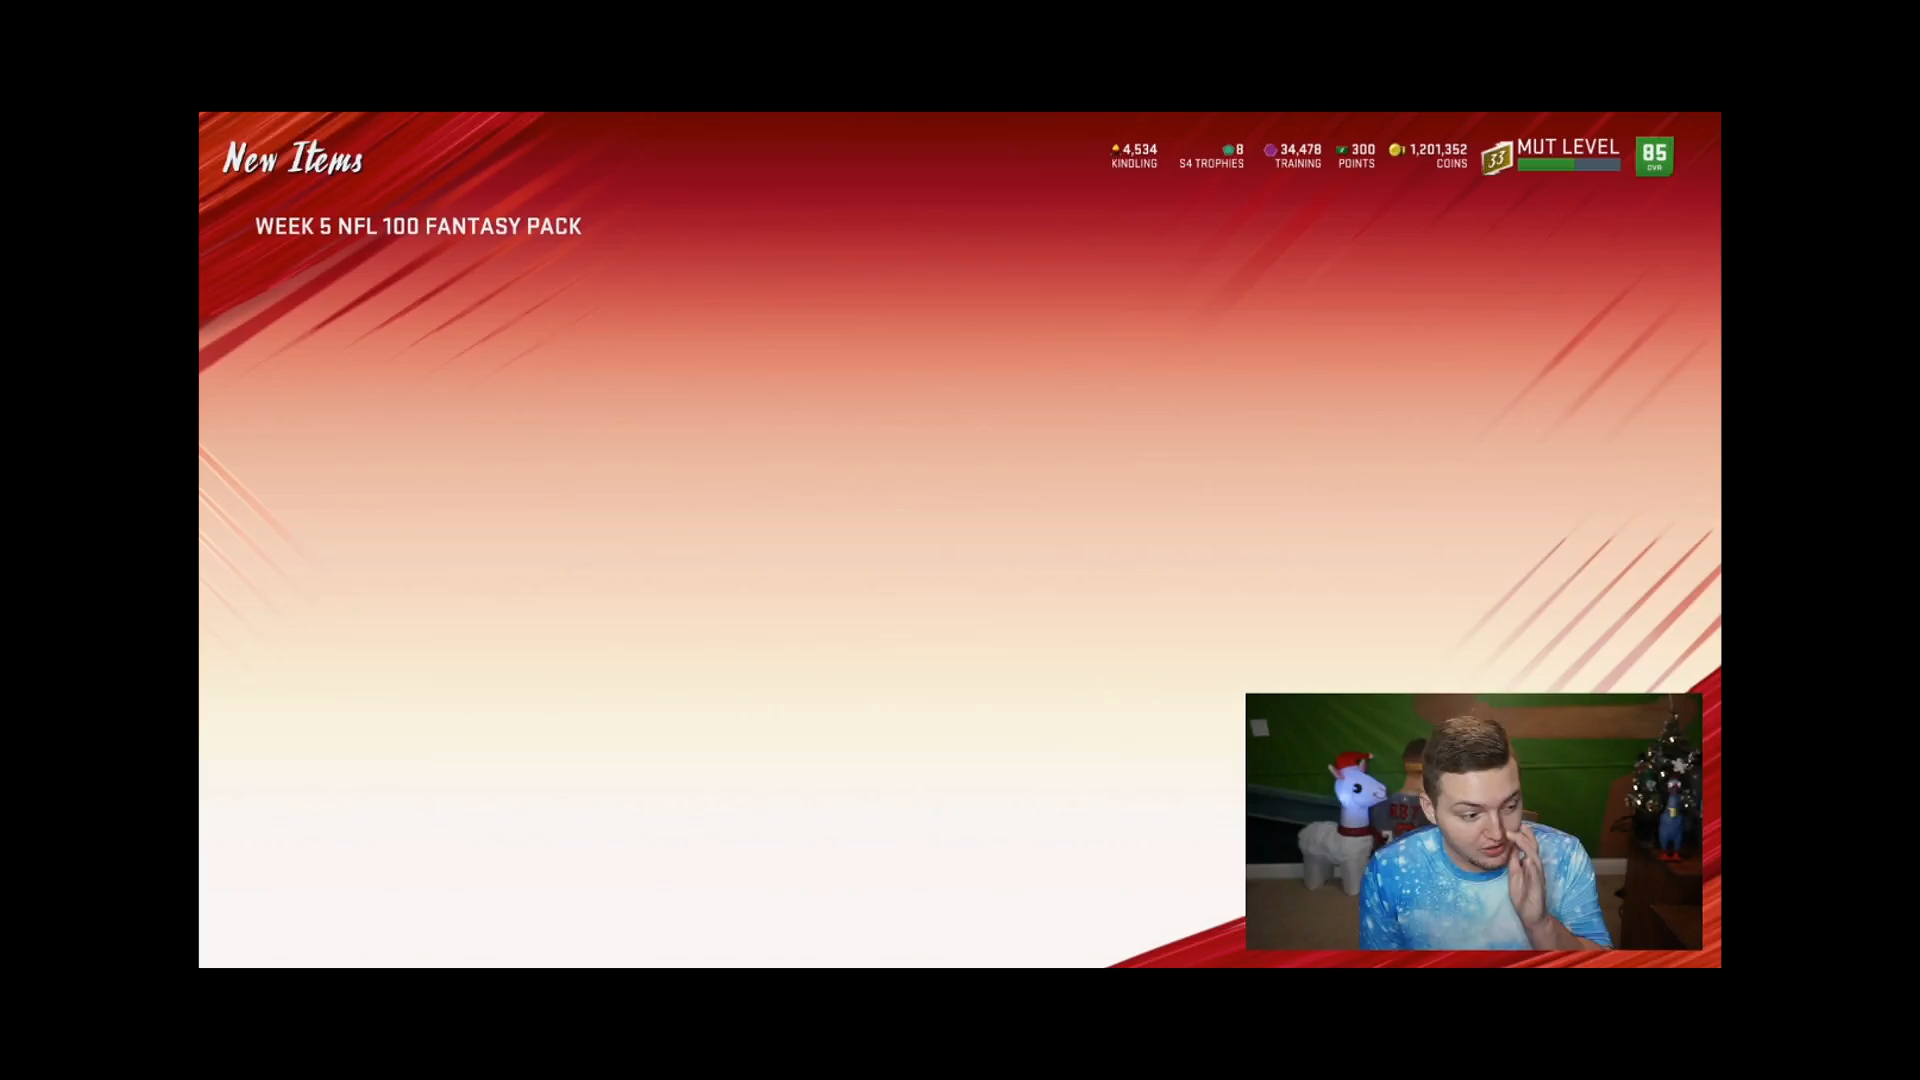 New Items
4,534
KINDLING
8
S4 TROPHIES
34,478
TRAINING
300
POINTS
1,201,352
COINS
33
MUT LEVEL
85
OVR
WEEK 5 NFL 100 FANTASY PACK